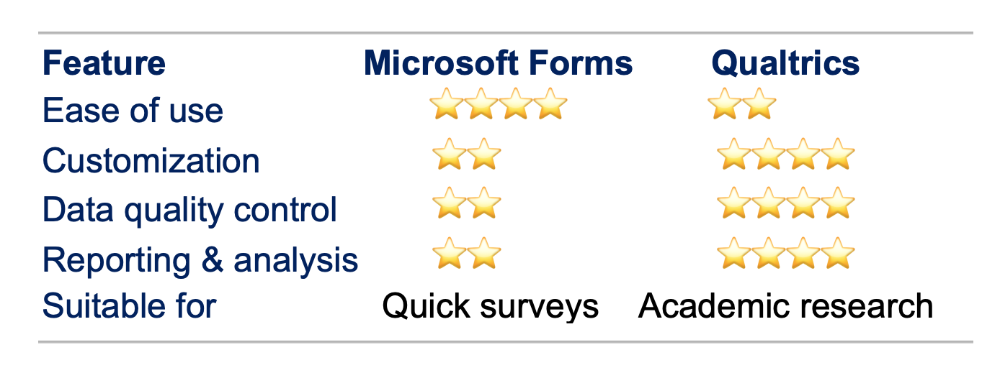 Feature Microsoft Forms Qualtrics
Ease of use ⭐⭐⭐⭐ ⭐⭐
Customization ⭐⭐ ⭐⭐⭐⭐
Data quality control ⭐⭐ ⭐⭐⭐⭐
Reporting & analysis ⭐⭐ ⭐⭐⭐⭐
Suitable for Quick surveys Academic research